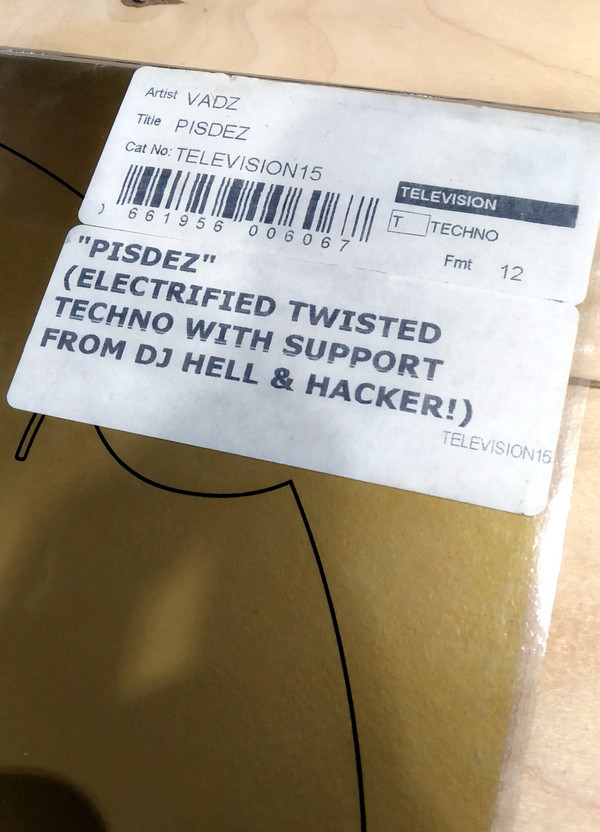 Artist VADZ
Title PISDEZ
Cat No: TELEVISION15
) 661956 006067
TELEVISION
T TECHNO
Fmt 12
"PISDEZ"
(ELECTRIFIED TWISTED
TECHNO WITH SUPPORT
FROM DJ HELL & HACKER!)
TELEVISION15